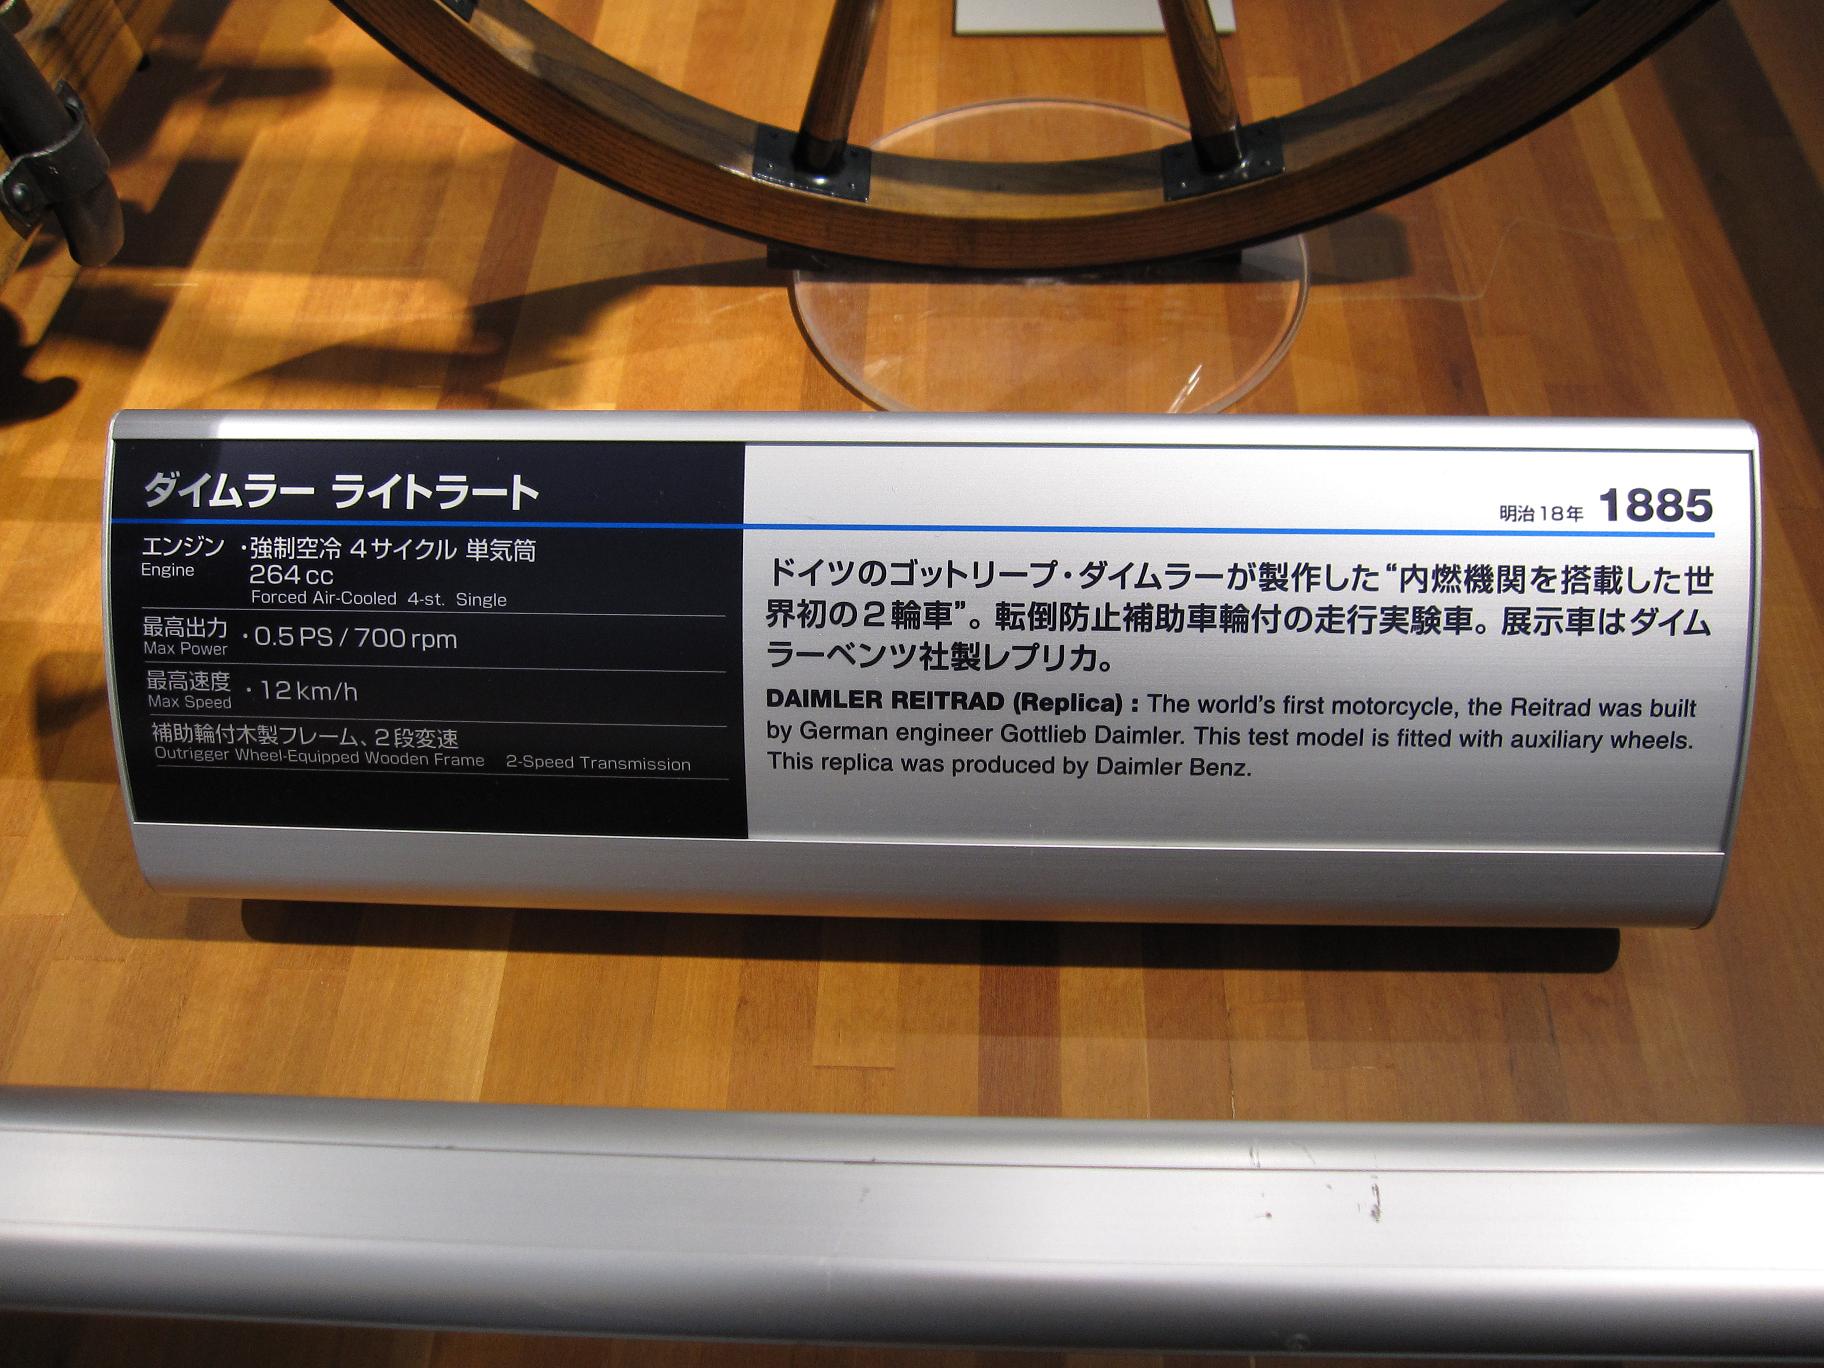 ダイムラー ライトラート
エンジン ・強制空冷 4サイクル 単気筒
Engine
264 cc
Forced Air-Cooled 4-st. Single
最高出力 ・0.5 PS / 700 rpm
Max Power
最高速度 ・12 km/h
Max Speed
補助輪付木製フレーム、2段変速
Outrigger Wheel-Equipped Wooden Frame 2-Speed Transmission
明治18年 1885
ドイツのゴットリープ・ダイムラーが製作した“内燃機関を搭載した世
界初の2輪車”。転倒防止補助車輪付の走行実験車。展示車はダイム
ラーベンツ社製レプリカ。
DAIMLER REITRAD (Replica) : The world's first motorcycle, the Reitrad was built
by German engineer Gottlieb Daimler. This test model is fitted with auxiliary wheels.
This replica was produced by Daimler Benz.